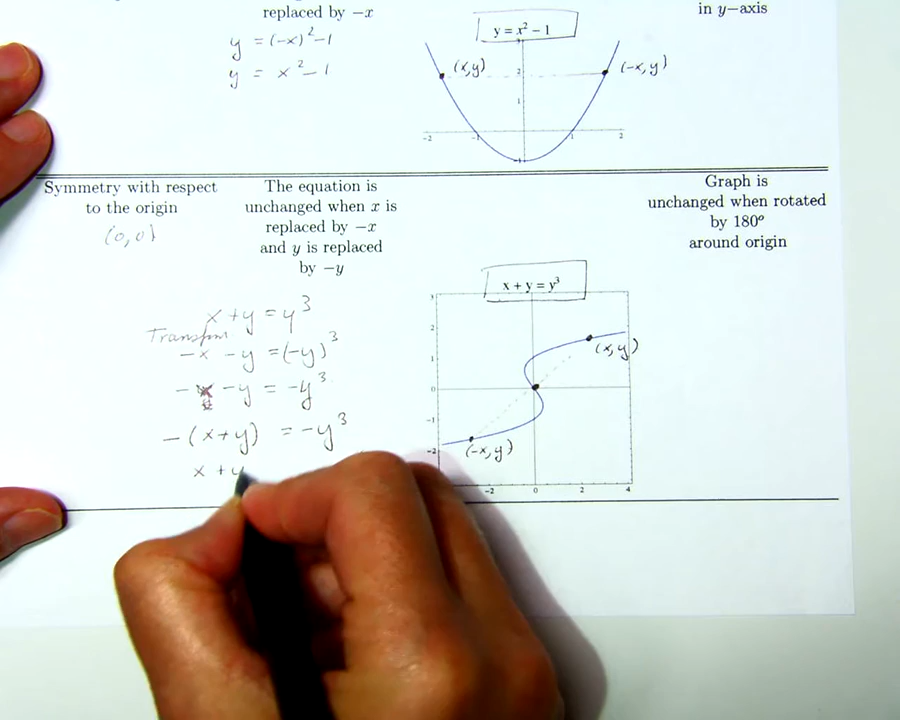 replaced by −x
in y−axis
y = (-x)²-1
y = x²-1
y = x² − 1
(x,y)
(-x, y)
2
1
-2
-1
1
2
Symmetry with respect
to the origin
(0,0)
The equation is
unchanged when x is
replaced by −x
and y is replaced
by −y
Graph is
unchanged when rotated
by 180º
around origin
x + y = y³
x + y = y³
Transform
-x - y = (-y)³
- x - y = -y³
-(x+y) = -y³
x + y
3
2
1
0
-1
-2
(x, y)
(-x, y)
-2
0
2
4